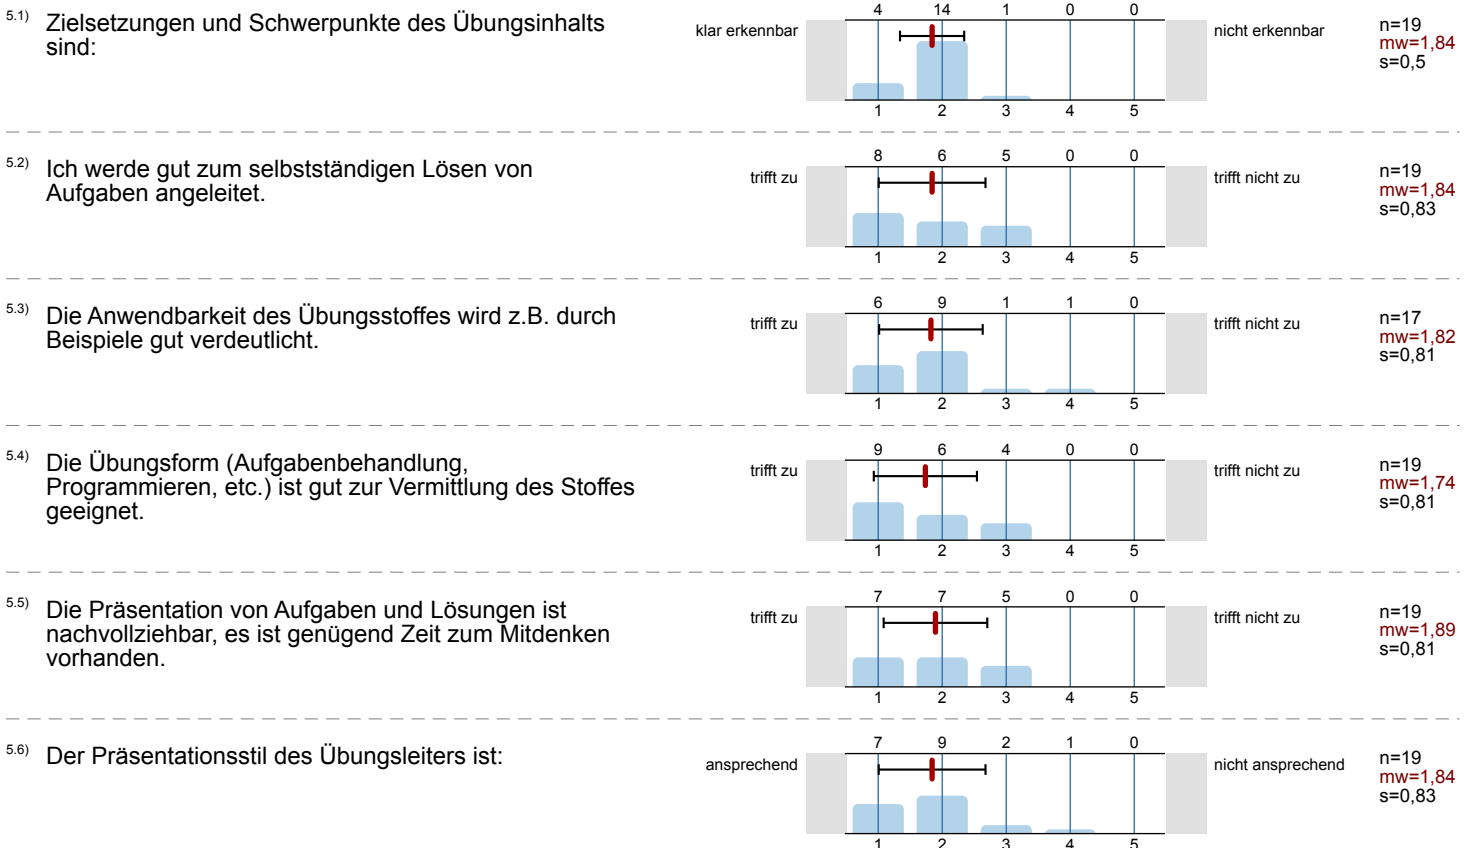 5.1) Zielsetzungen und Schwerpunkte des Übungsinhalts
sind:
klar erkennbar
4 14 1 0 0
1 2 3 4 5
nicht erkennbar
n=19
mw=1,84
s=0,5
5.2) Ich werde gut zum selbstständigen Lösen von
Aufgaben angeleitet.
trifft zu
8 6 5 0 0
1 2 3 4 5
trifft nicht zu
n=19
mw=1,84
s=0,83
5.3) Die Anwendbarkeit des Übungsstoffes wird z.B. durch
Beispiele gut verdeutlicht.
trifft zu
6 9 1 1 0
1 2 3 4 5
trifft nicht zu
n=17
mw=1,82
s=0,81
5.4) Die Übungsform (Aufgabenbehandlung,
Programmieren, etc.) ist gut zur Vermittlung des Stoffes
geeignet.
trifft zu
9 6 4 0 0
1 2 3 4 5
trifft nicht zu
n=19
mw=1,74
s=0,81
5.5) Die Präsentation von Aufgaben und Lösungen ist
nachvollziehbar, es ist genügend Zeit zum Mitdenken
vorhanden.
trifft zu
7 7 5 0 0
1 2 3 4 5
trifft nicht zu
n=19
mw=1,89
s=0,81
5.6) Der Präsentationsstil des Übungsleiters ist:
ansprechend
7 9 2 1 0
1 2 3 4 5
nicht ansprechend
n=19
mw=1,84
s=0,83